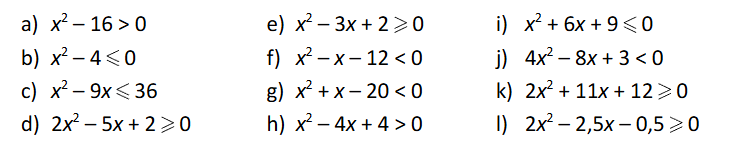 a) x² – 16 > 0
b) x² – 4 ⩽ 0
c) x² – 9x ⩽ 36
d) 2x² – 5x + 2 ⩾ 0
e) x² – 3x + 2 ⩾ 0
f) x² – x – 12 < 0
g) x² + x – 20 < 0
h) x² – 4x + 4 > 0
i) x² + 6x + 9 ⩽ 0
j) 4x² – 8x + 3 < 0
k) 2x² + 11x + 12 ⩾ 0
l) 2x² – 2,5x – 0,5 ⩾ 0